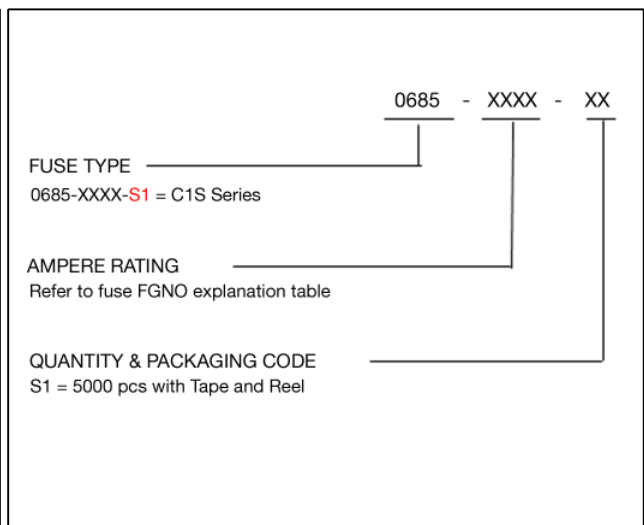 0685 - XXXX - XX
FUSE TYPE
0685-XXXX-S1 = C1S Series
AMPERE RATING
Refer to fuse FGNO explanation table
QUANTITY & PACKAGING CODE
S1 = 5000 pcs with Tape and Reel